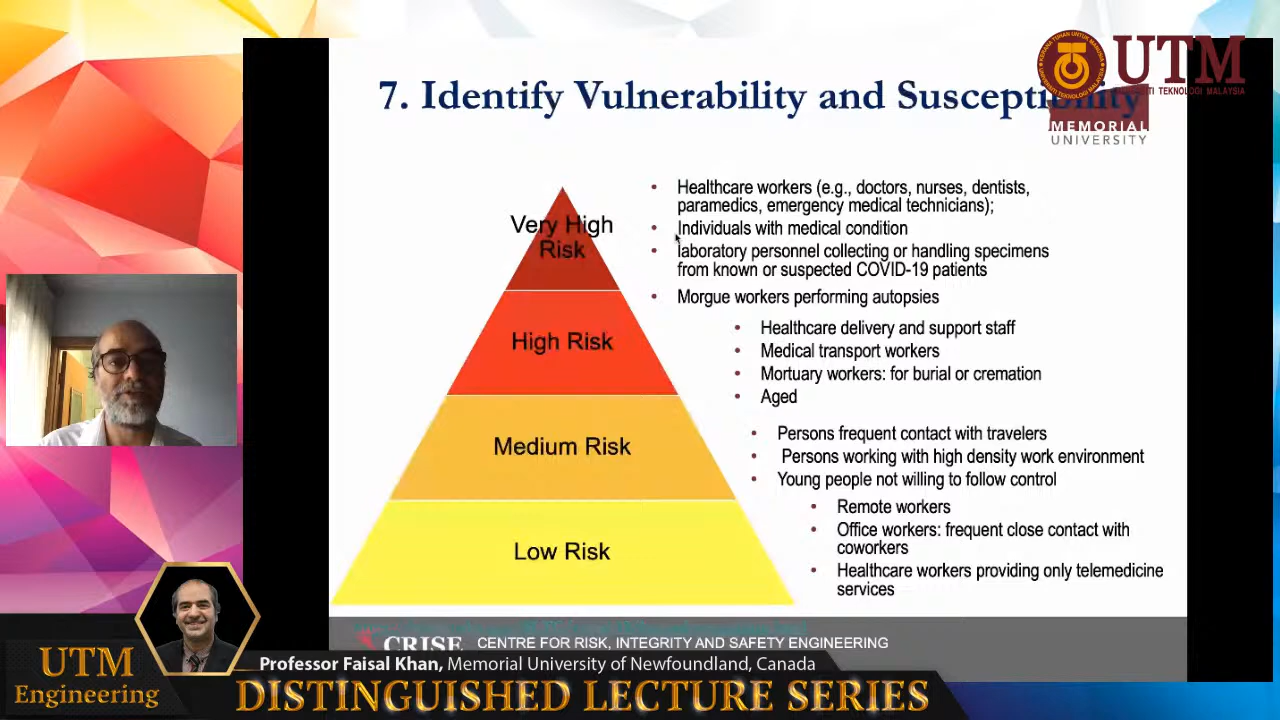 7. Identify Vulnerability and Susceptibility
UTM
UNIVERSITI TEKNOLOGI MALAYSIA
MEMORIAL
UNIVERSITY
Very High
Risk
• Healthcare workers (e.g., doctors, nurses, dentists,
paramedics, emergency medical technicians);
• Individuals with medical condition
• laboratory personnel collecting or handling specimens
from known or suspected COVID-19 patients
• Morgue workers performing autopsies
High Risk
• Healthcare delivery and support staff
• Medical transport workers
• Mortuary workers: for burial or cremation
• Aged
Medium Risk
• Persons frequent contact with travelers
• Persons working with high density work environment
• Young people not willing to follow control
Low Risk
• Remote workers
• Office workers: frequent close contact with
coworkers
• Healthcare workers providing only telemedicine
services
CRISE CENTRE FOR RISK, INTEGRITY AND SAFETY ENGINEERING
Professor Faisal Khan, Memorial University of Newfoundland, Canada
UTM
Engineering
DISTINGUISHED LECTURE SERIES